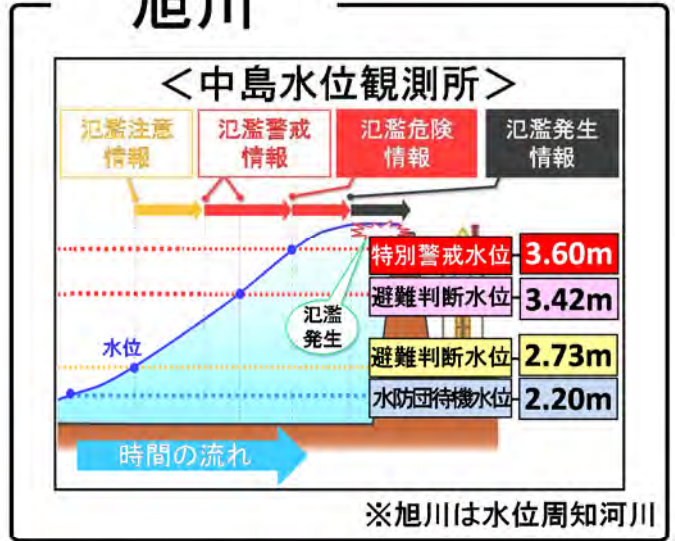 旭川
＜中島水位観測所＞
氾濫注意
情報
氾濫警戒
情報
氾濫危険
情報
氾濫発生
情報
特別警戒水位 3.60m
避難判断水位 3.42m
氾濫
発生
水位
避難判断水位 2.73m
水防団待機水位 2.20m
時間の流れ
※旭川は水位周知河川